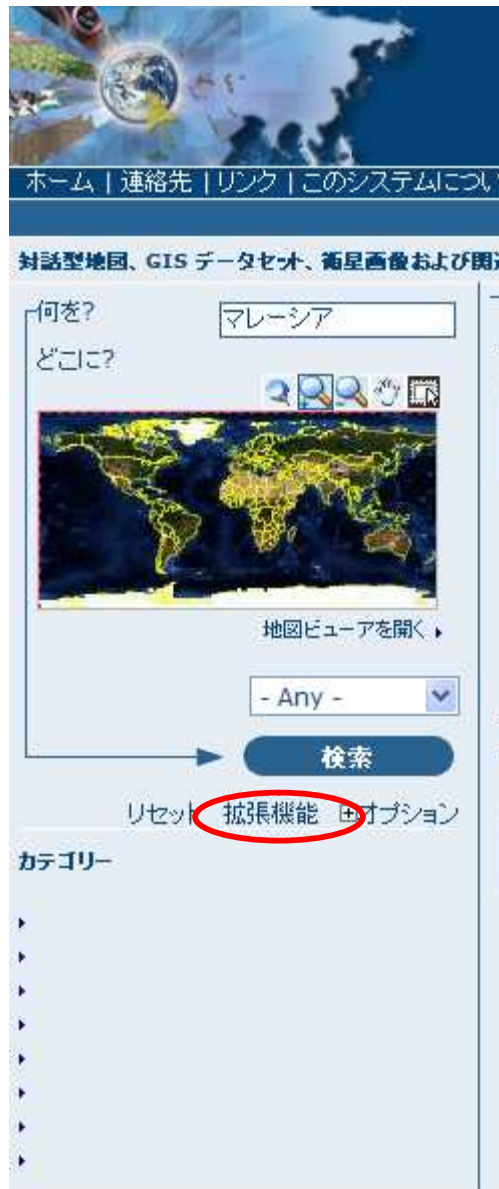 ホーム | 連絡先 | リンク | このシステムについ
対話型地図、GIS データセット、衛星画像および関連
何を?
マレーシア
どこに?
地図ビューアを開く
- Any -
検索
リセット 拡張機能 オプション
カテゴリー